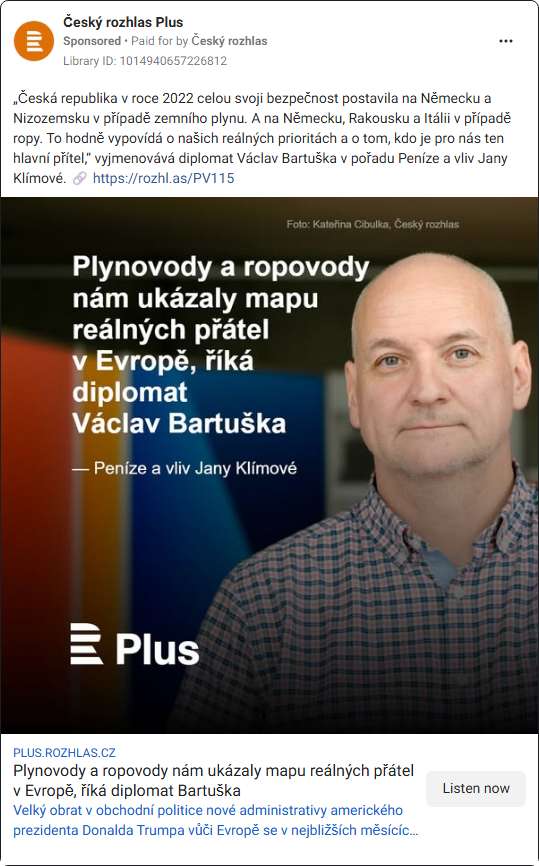 Český rozhlas Plus
Sponsored • Paid for by Český rozhlas
Library ID: 1014940657226812
„Česká republika v roce 2022 celou svoji bezpečnost postavila na Německu a
Nizozemsku v případě zemního plynu. A na Německu, Rakousku a Itálii v případě
ropy. To hodně vypovídá o našich reálných prioritách a o tom, kdo je pro nás ten
hlavní přítel,“ vyjmenovává diplomat Václav Bartuška v pořadu Peníze a vliv Jany
Klímové. 🔗 https://rozhl.as/PV115
Foto: Kateřina Cibulka, Český rozhlas
Plynovody a ropovody
nám ukázaly mapu
reálných přátel
v Evropě, říká
diplomat
Václav Bartuška
— Peníze a vliv Jany Klímové
Plus
PLUS.ROZHLAS.CZ
Plynovody a ropovody nám ukázaly mapu reálných přátel
v Evropě, říká diplomat Bartuška
Listen now
Velký obrat v obchodní politice nové administrativy amerického
prezidenta Donalda Trumpa vůči Evropě se v nejbližších měsícíc...